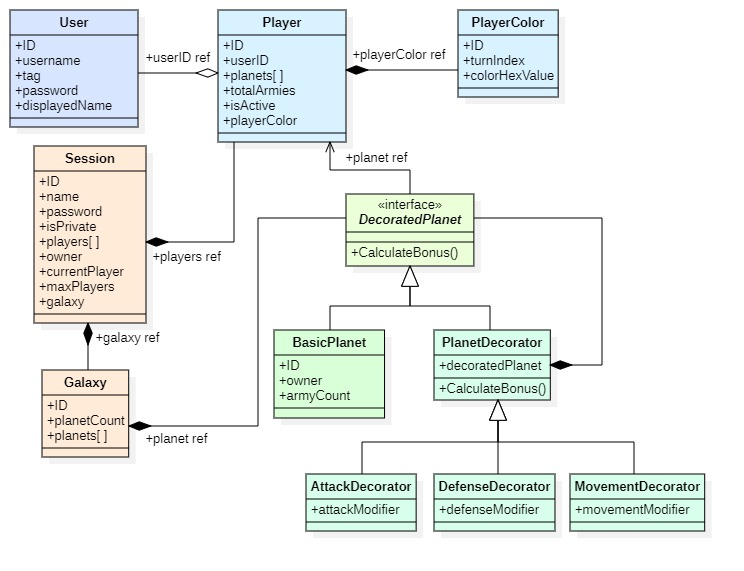 User
+ID
+username
+tag
+password
+displayedName
+userID ref
Player
+ID
+userID
+planets[ ]
+totalArmies
+isActive
+playerColor
+playerColor ref
PlayerColor
+ID
+turnIndex
+colorHexValue
Session
+ID
+name
+password
+isPrivate
+players[ ]
+owner
+currentPlayer
+maxPlayers
+galaxy
+players ref
+planet ref
«interface»
DecoratedPlanet
+CalculateBonus()
+galaxy ref
Galaxy
+ID
+planetCount
+planets[ ]
+planet ref
BasicPlanet
+ID
+owner
+armyCount
PlanetDecorator
+decoratedPlanet
+CalculateBonus()
AttackDecorator
+attackModifier
DefenseDecorator
+defenseModifier
MovementDecorator
+movementModifier